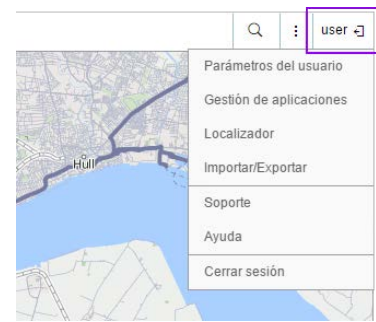 user
Parámetros del usuario
Gestión de aplicaciones
Localizador
Importar/Exportar
Soporte
Ayuda
Cerrar sesión
Hull